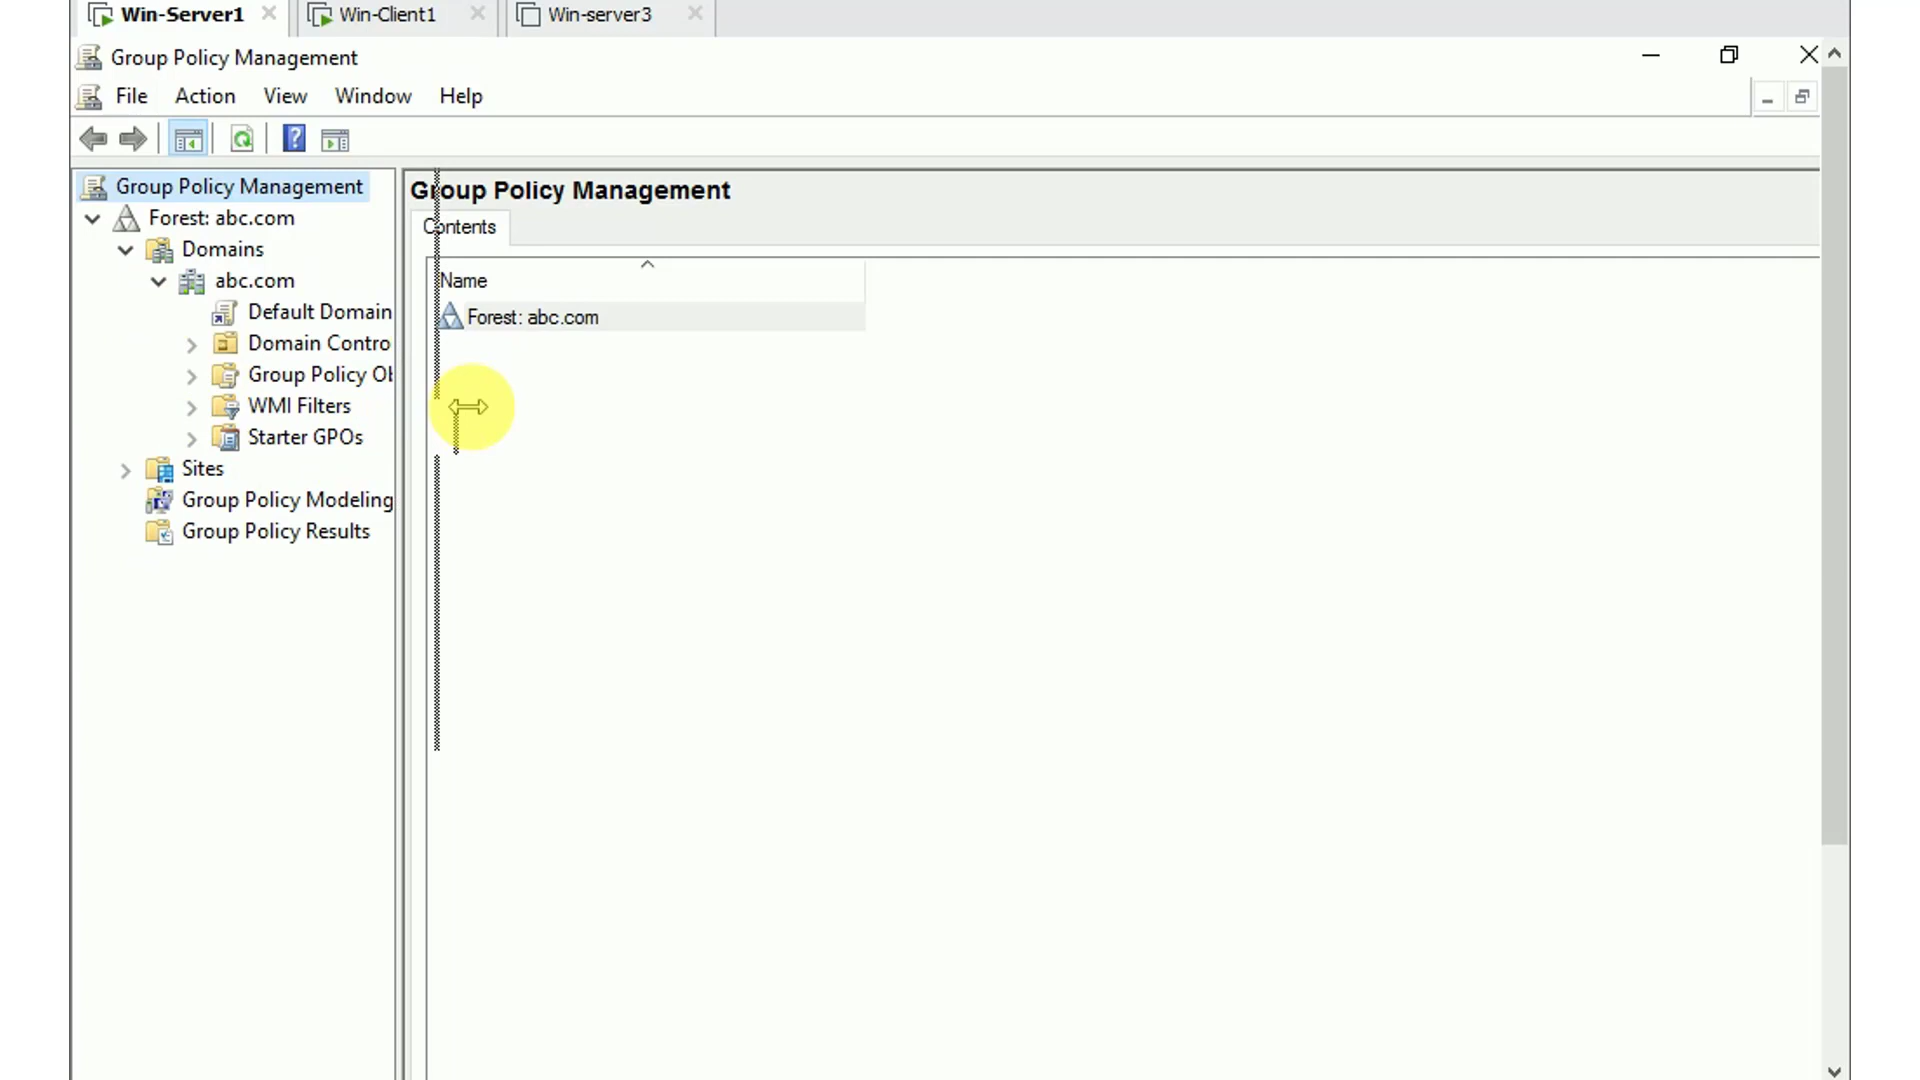 Win-Server1
Win-Client1
Win-server3
Group Policy Management
File Action View Window Help
Group Policy Management
Forest: abc.com
Domains
abc.com
Default Domain
Domain Contro
Group Policy Ob
WMI Filters
Starter GPOs
Sites
Group Policy Modeling
Group Policy Results
Group Policy Management
Contents
Name
Forest: abc.com